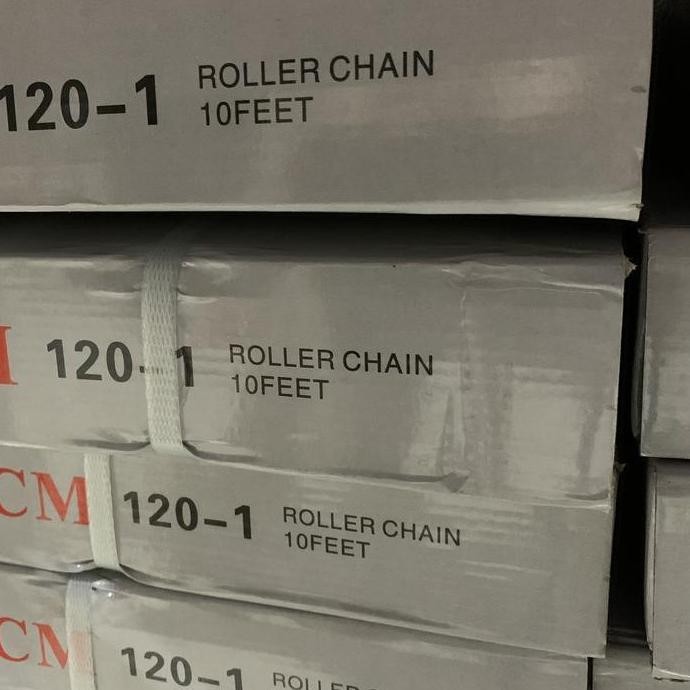 120-1 ROLLER CHAIN
10FEET
120-1 ROLLER CHAIN
10FEET
CM 120-1 ROLLER CHAIN
10FEET
CM 120-1